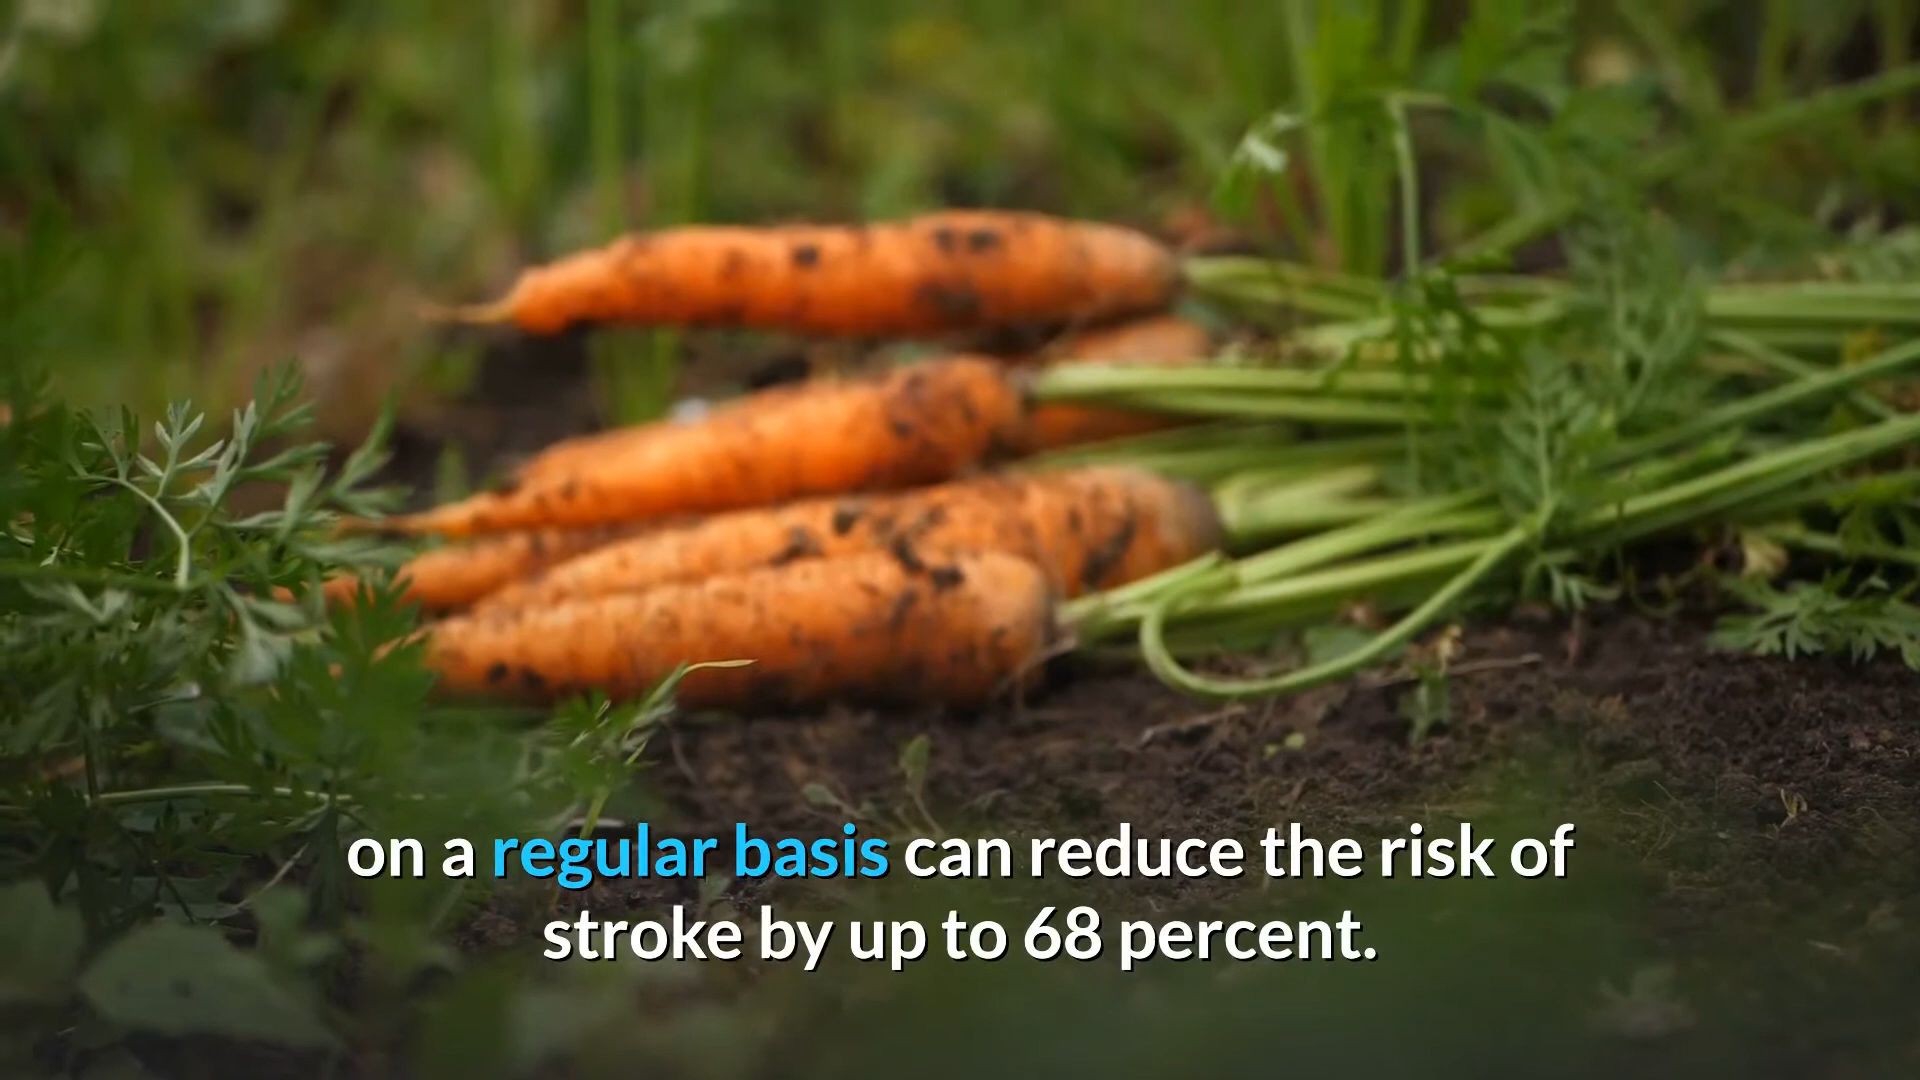 on a regular basis can reduce the risk of
stroke by up to 68 percent.